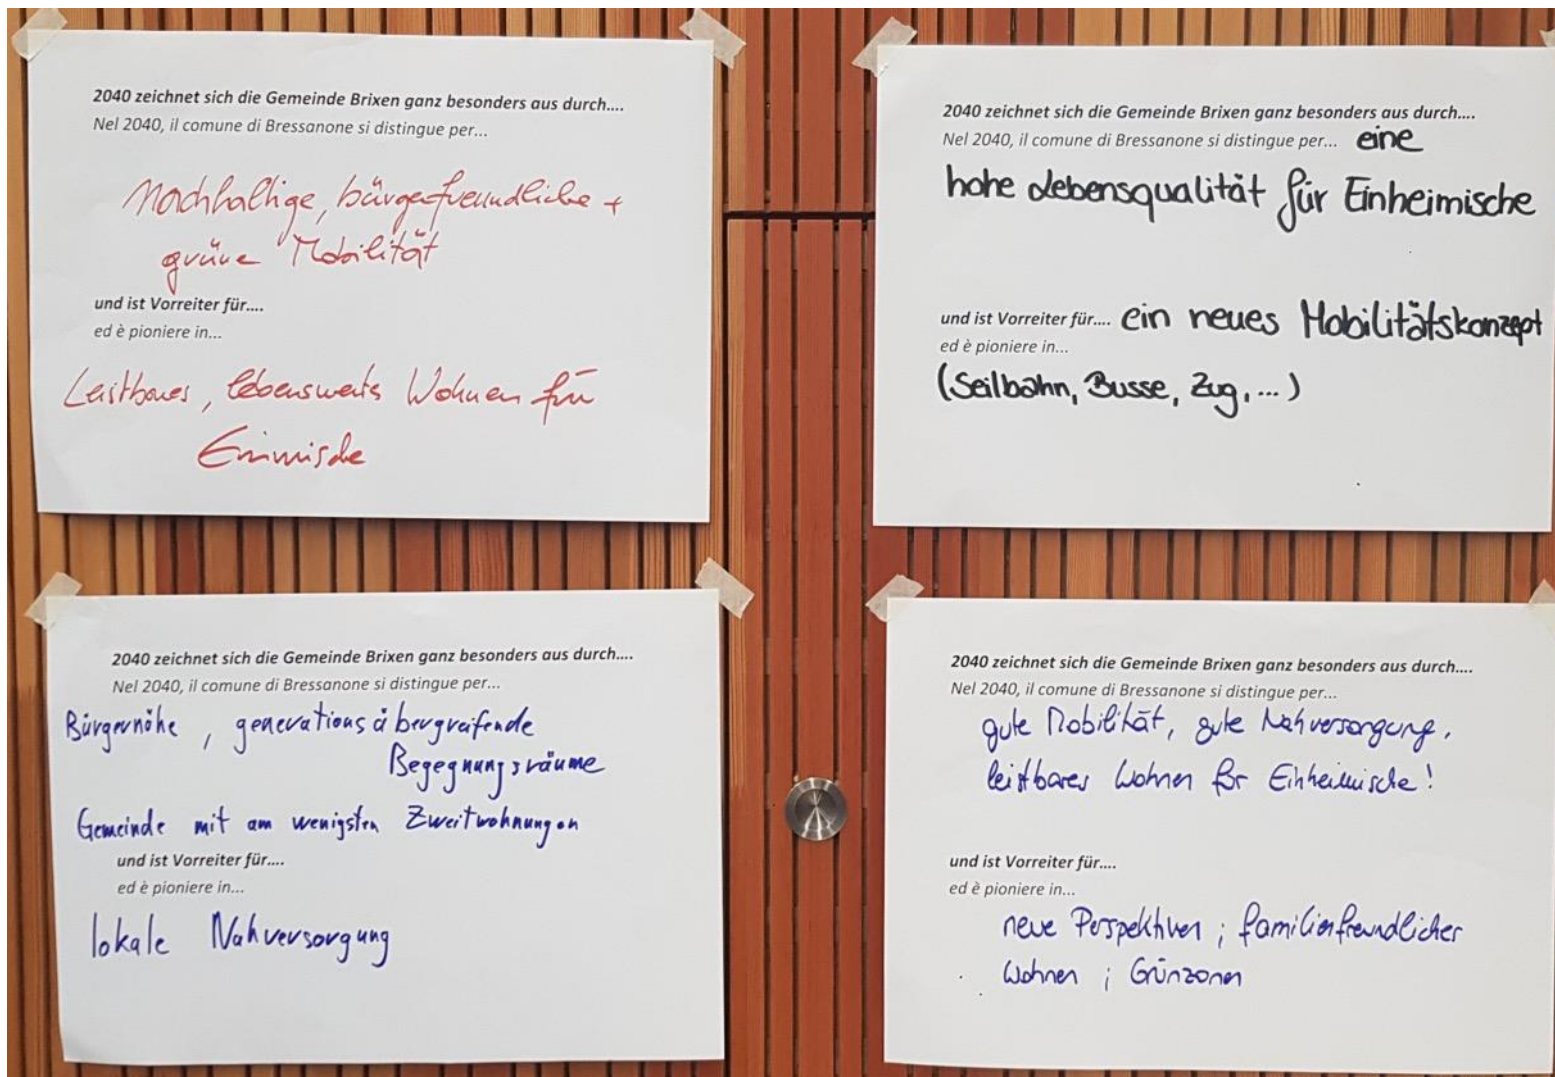 2040 zeichnet sich die Gemeinde Brixen ganz besonders aus durch....
Nel 2040, il comune di Bressanone si distingue per...
Nachhaltige, bürgerfreundliche +
grüne Mobilität
und ist Vorreiter für....
ed è pioniere in...
Leistbares, lebenswertes Wohnen für
2040 zeichnet sich die Gemeinde Brixen ganz besonders aus durch....
Nel 2040, il comune di Bressanone si distingue per... eine
hohe Lebensqualität für Einheimische
und ist Vorreiter für.... ein neues Mobilitätskonzept
ed è pioniere in...
(Seilbahn, Busse, Zug, ...)
2040 zeichnet sich die Gemeinde Brixen ganz besonders aus durch....
Nel 2040, il comune di Bressanone si distingue per...
Bürgernähe, generationsübergreifende
Begegnungsräume
Gemeinde mit am wenigsten Zweitwohnungen
und ist Vorreiter für....
ed è pioniere in...
lokale Nahversorgung
2040 zeichnet sich die Gemeinde Brixen ganz besonders aus durch....
Nel 2040, il comune di Bressanone si distingue per...
gute Mobilität, gute Nahversorgung,
leistbares Wohnen für Einheimische!
und ist Vorreiter für....
ed è pioniere in...
neue Perspektiven ; familienfreundlicher
Wohnen ; Grünzonen